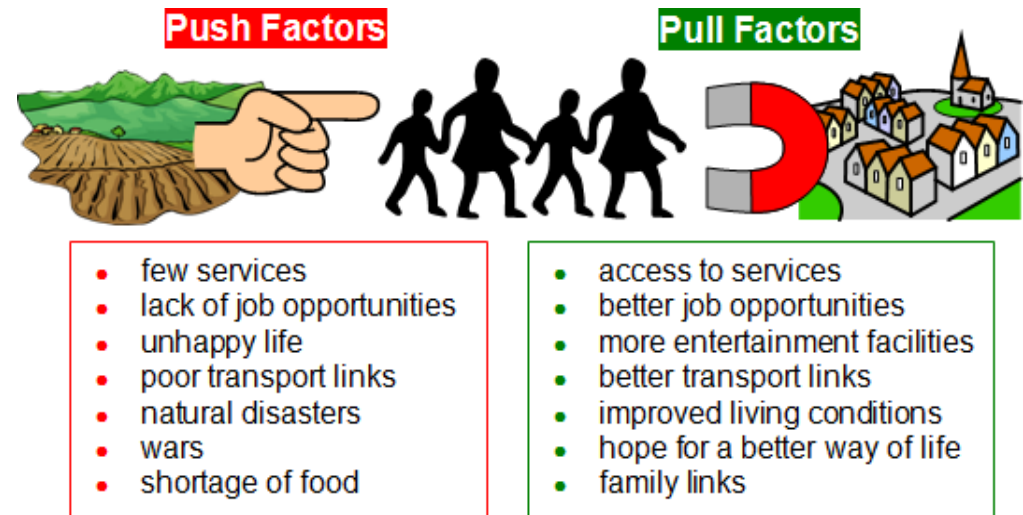 Push Factors
Pull Factors
few services
lack of job opportunities
unhappy life
poor transport links
natural disasters
wars
shortage of food
access to services
better job opportunities
more entertainment facilities
better transport links
improved living conditions
hope for a better way of life
family links